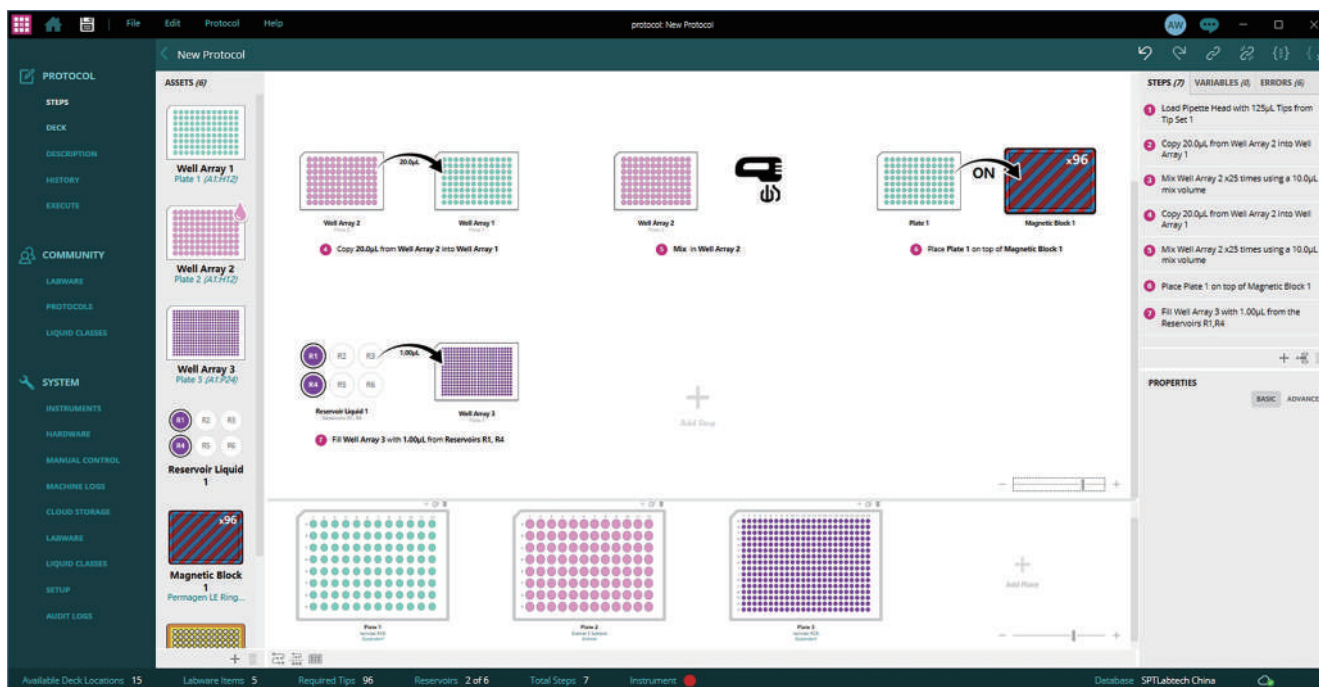 File Edit Protocol Help
protocol: New Protocol
AW
New Protocol
PROTOCOL
STEPS
DECK
DESCRIPTION
HISTORY
EXECUTE
COMMUNITY
LABWARE
PROTOCOLS
LIQUID CLASSES
SYSTEM
INSTRUMENTS
HARDWARE
MANUAL CONTROL
MACHINE LOGS
CLOUD STORAGE
LABWARE
LIQUID CLASSES
SETUP
AUDIT LOGS
ASSETS (6)
Well Array 1
Plate 1 (A1:H12)
Well Array 2
Plate 2 (A1:H12)
Well Array 3
Plate 3 (A1:P24)
R1 R2 R3
R4 R5 R6
Reservoir Liquid
1
x96
Magnetic Block
1
Permagen LE Ring...
20.0µL
Well Array 2
Well Array 1
4 Copy 20.0µL from Well Array 2 into Well Array 1
Well Array 2
5 Mix in Well Array 2
ON
x96
Plate 1
Magnetic Block 1
6 Place Plate 1 on top of Magnetic Block 1
R1 R2 R3
R4 R5 R6
1.00µL
Reservoir Liquid 1
Well Array 3
7 Fill Well Array 3 with 1.00µL from Reservoirs R1, R4
Add Step
Plate 1
Plate 2
Plate 3
Add Plate
STEPS (7) VARIABLES (0) ERRORS (6)
1 Load Pipette Head with 125µL Tips from
Tip Set 1
2 Copy 20.0µL from Well Array 2 into Well
Array 1
3 Mix Well Array 2 x25 times using a 10.0µL
mix volume
4 Copy 20.0µL from Well Array 2 into Well
Array 1
5 Mix Well Array 2 x25 times using a 10.0µL
mix volume
6 Place Plate 1 on top of Magnetic Block 1
7 Fill Well Array 3 with 1.00µL from the
Reservoirs R1,R4
PROPERTIES
BASIC ADVANCE
Available Deck Locations 15 Labware Items 5 Required Tips 96 Reservoirs 2 of 6 Total Steps 7 Instrument Database SPTLabtech China